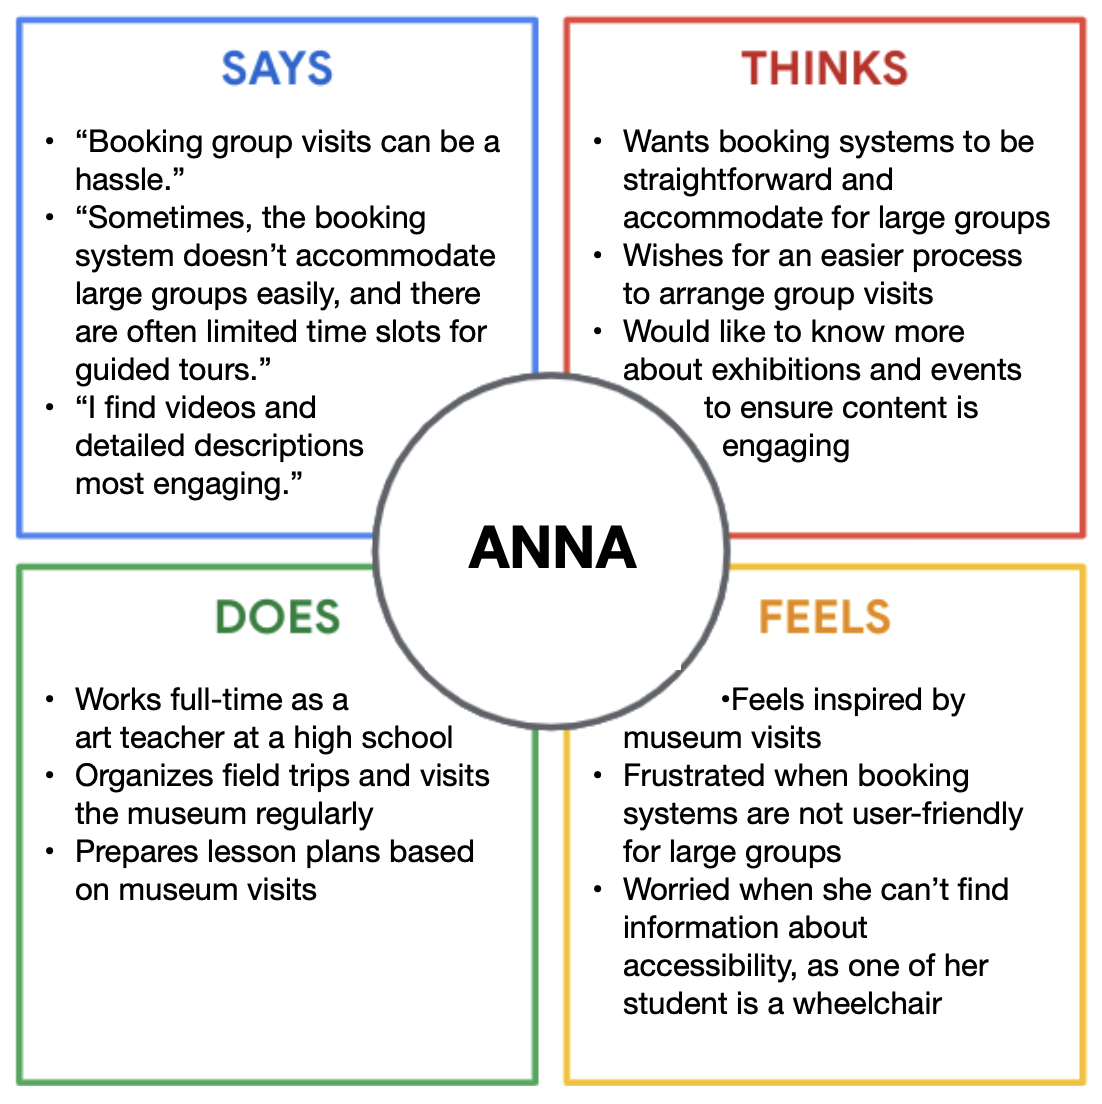 SAYS
• “Booking group visits can be a
hassle.”
• “Sometimes, the booking
system doesn’t accommodate
large groups easily, and there
are often limited time slots for
guided tours.”
• “I find videos and
detailed descriptions
most engaging.”
THINKS
• Wants booking systems to be
straightforward and
accommodate for large groups
• Wishes for an easier process
to arrange group visits
• Would like to know more
about exhibitions and events
to ensure content is
engaging
ANNA
DOES
• Works full-time as a
art teacher at a high school
• Organizes field trips and visits
the museum regularly
• Prepares lesson plans based
on museum visits
FEELS
•Feels inspired by
museum visits
• Frustrated when booking
systems are not user-friendly
for large groups
• Worried when she can’t find
information about
accessibility, as one of her
student is a wheelchair